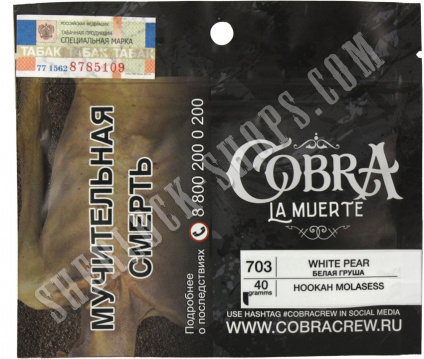 РОССИЙСКАЯ ФЕДЕРАЦИЯ
ТАБАЧНАЯ ПРОДУКЦИЯ
СПЕЦИАЛЬНАЯ МАРКА
ТАБАК ТАБАК ТАБАК
77 1562 8785109
МУЧИТЕЛЬНАЯ
СМЕРТЬ
Подробнее
о последствиях 8 800 200 0 200
COBRA
LA MUERTE
703 WHITE PEAR
БЕЛАЯ ГРУША
40 gramms HOOKAH MOLASESS
USE HASHTAG #COBRACREW IN SOCIAL MEDIA
WWW.COBRACREW.RU
SHERLOCK-SHOPS.COM